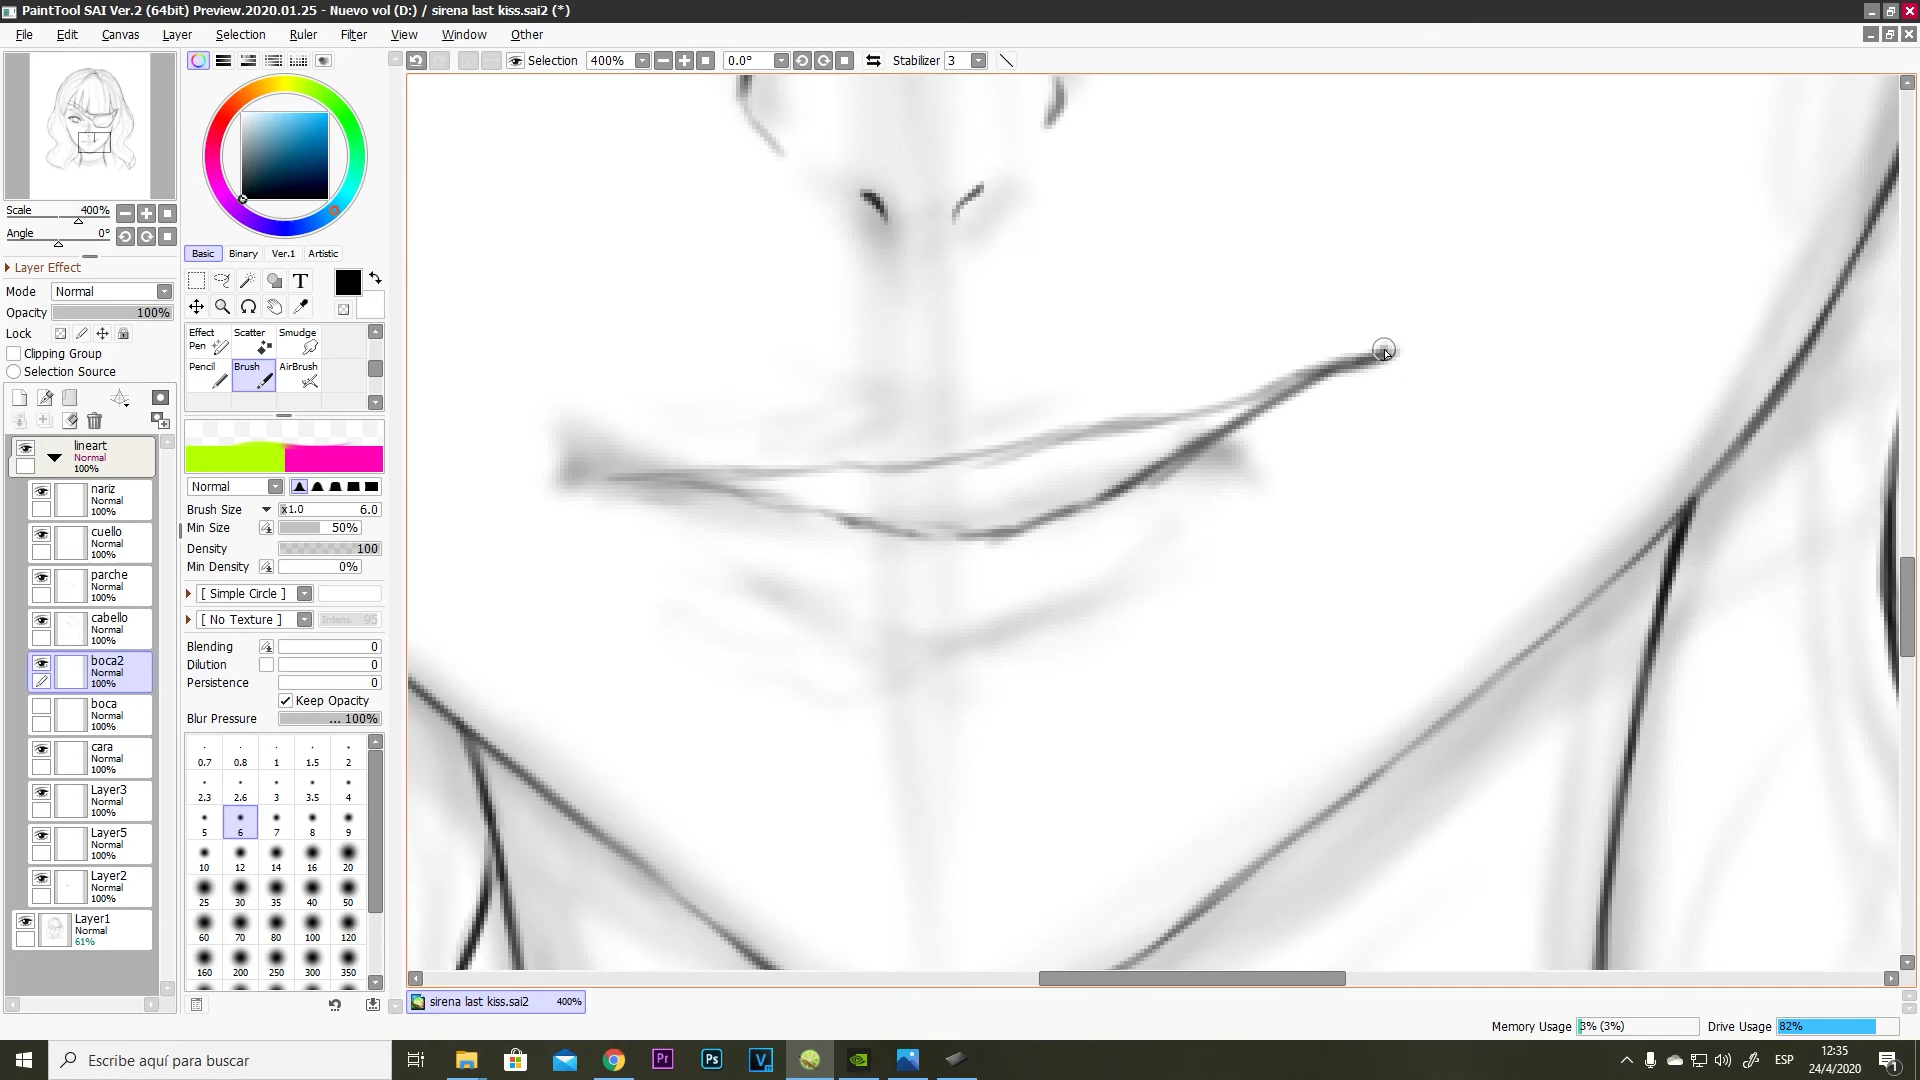 PaintTool SAI Ver.2 (64bit) Preview.2020.01.25 - Nuevo vol (D:) / sirena last kiss.sai2 (*)
File Edit Canvas Layer Selection Ruler Filter View Window Other
Selection 400% 0.0° Stabilizer 3
Scale 400%
Angle 0°
Layer Effect
Mode Normal
Opacity 100%
Lock
Clipping Group
Selection Source
lineart
Normal
100%
nariz
Normal
100%
cuello
Normal
100%
parche
Normal
100%
cabello
Normal
100%
boca2
Normal
100%
boca
Normal
100%
cara
Normal
100%
Layer3
Normal
100%
Layer5
Normal
100%
Layer2
Normal
100%
Layer1
Normal
61%
Basic Binary Ver.1 Artistic
T
Effect Pen Scatter Smudge
Pencil Brush AirBrush
Normal
Brush Size x1.0 6.0
Min Size 50%
Density 100
Min Density 0%
[ Simple Circle ]
[ No Texture ] Intens. 95
Blending 0
Dilution 0
Persistence 0
Keep Opacity
Blur Pressure ... 100%
0.7 0.8 1 1.5 2
2.3 2.6 3 3.5 4
5 6 7 8 9
10 12 14 16 20
25 30 35 40 50
60 70 80 100 120
160 200 250 300 350
sirena last kiss.sai2 400%
Memory Usage 3% (3%) Drive Usage 82%
Escribe aquí para buscar
Pr Ps V
ESP
12:35
24/4/2020
1